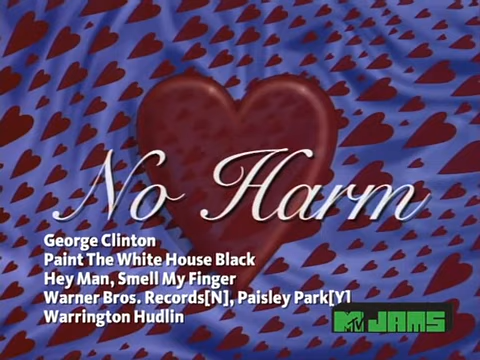 No Harm
George Clinton
Paint The White House Black
Hey Man, Smell My Finger
Warner Bros. Records[N], Paisley Park[Y]
Warrington Hudlin
MTV JAMS